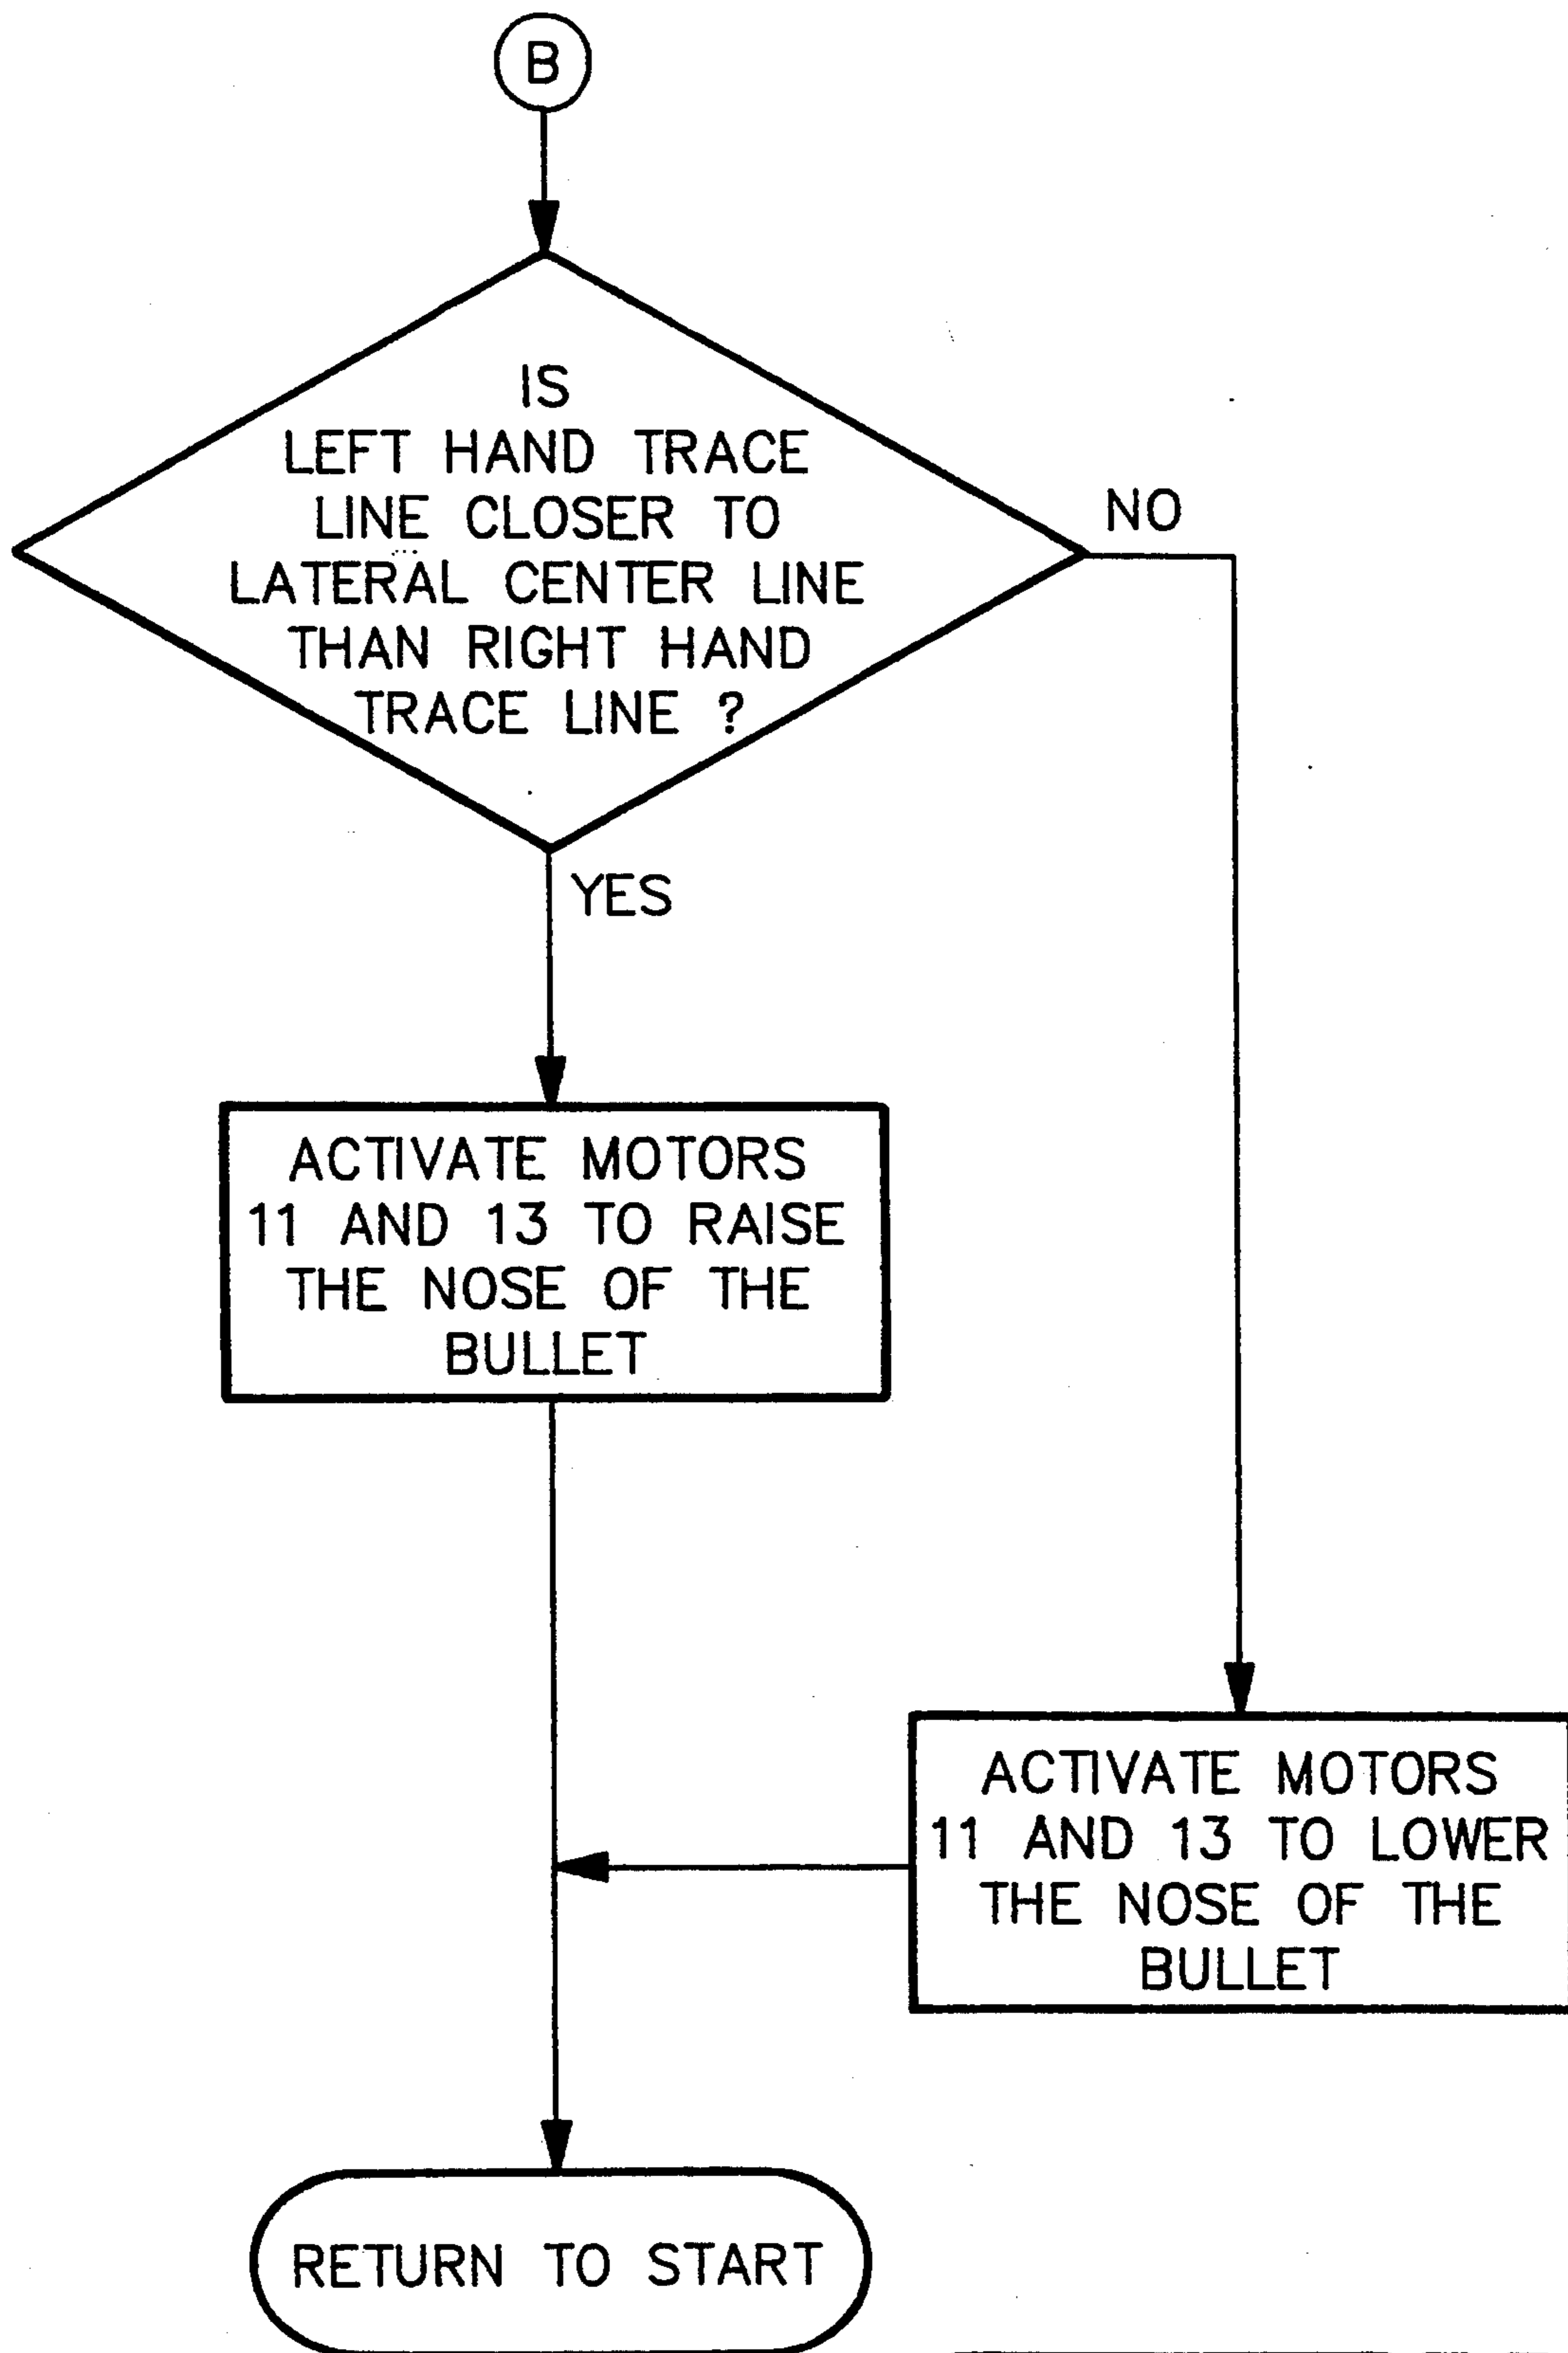 B
IS
LEFT HAND TRACE
LINE CLOSER TO
LATERAL CENTER LINE
THAN RIGHT HAND
TRACE LINE ?
NO
YES
ACTIVATE MOTORS
11 AND 13 TO RAISE
THE NOSE OF THE
BULLET
ACTIVATE MOTORS
11 AND 13 TO LOWER
THE NOSE OF THE
BULLET
RETURN TO START